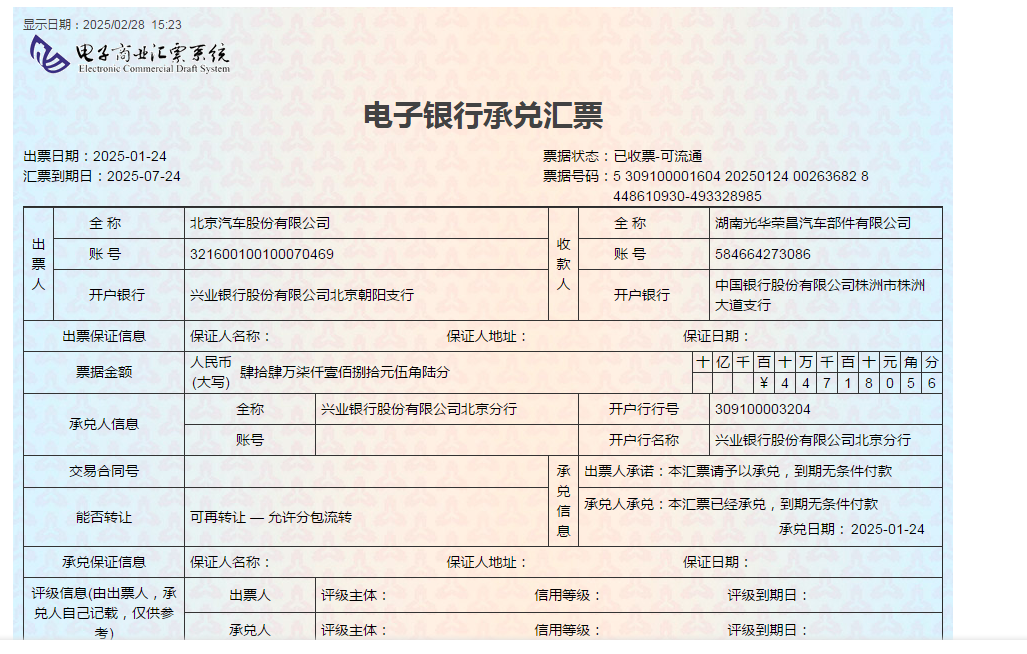 显示日期：2025/02/28 15:23
电子商业汇票系统
Electronic Commercial Draft System
电子银行承兑汇票
出票日期：2025-01-24
汇票到期日：2025-07-24
票据状态：已收票-可流通
票据号码：5 309100001604 20250124 00263682 8
448610930-493328985
出票人
全 称 北京汽车股份有限公司
账 号 321600100100070469
开户银行 兴业银行股份有限公司北京朝阳支行
收款人
全 称 湖南光华荣昌汽车部件有限公司
账 号 584664273086
开户银行 中国银行股份有限公司株洲市株洲
大道支行
出票保证信息 保证人名称： 保证人地址： 保证日期：
票据金额
人民币
(大写) 肆拾肆万柒仟壹佰捌拾元伍角陆分
十 亿 千 百 十 万 千 百 十 元 角 分
¥ 4 4 7 1 8 0 5 6
承兑人信息
全称 兴业银行股份有限公司北京分行 开户行行号 309100003204
账号 开户行名称 兴业银行股份有限公司北京分行
交易合同号
能否转让 可再转让 — 允许分包流转
承兑信息
出票人承诺：本汇票请予以承兑，到期无条件付款
承兑人承兑：本汇票已经承兑，到期无条件付款
承兑日期： 2025-01-24
承兑保证信息 保证人名称： 保证人地址： 保证日期：
评级信息(由出票人，承
兑人自己记载，仅供参
考)
出票人 评级主体： 信用等级： 评级到期日：
承兑人 评级主体： 信用等级： 评级到期日：